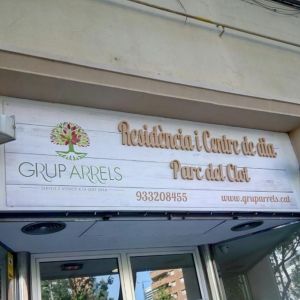 GRUP ARRELS
Residència i Centre de dia
Parc del Clot
933208455
www.gruparrels.cat